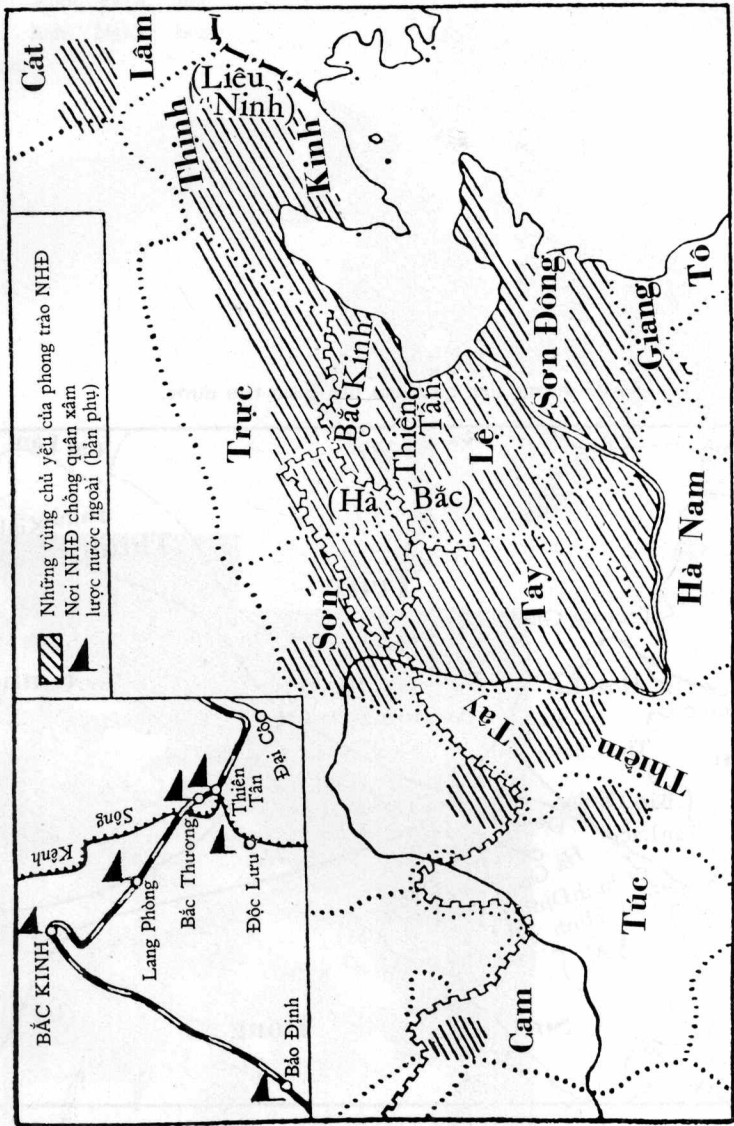 Những vùng chủ yếu của phong trào NHĐ
Nơi NHĐ chống quân xâm
lược nước ngoài (bản phụ)
BẮC KINH
Kênh
Sông
Lang Phòng
Bắc Thương
Thiên
Tân
Đại
Cô
Độc Lưu
Bảo Định
Cát
Lâm
(Liêu
Ninh)
Thịnh
Kinh
Trực
Bắc Kinh
Thiên
Tân
Lệ
(Hà Bắc)
Sơn Đông
Giang
Tô
Sơn
Tây
Hà Nam
Thiểm
Tây
Cam
Túc